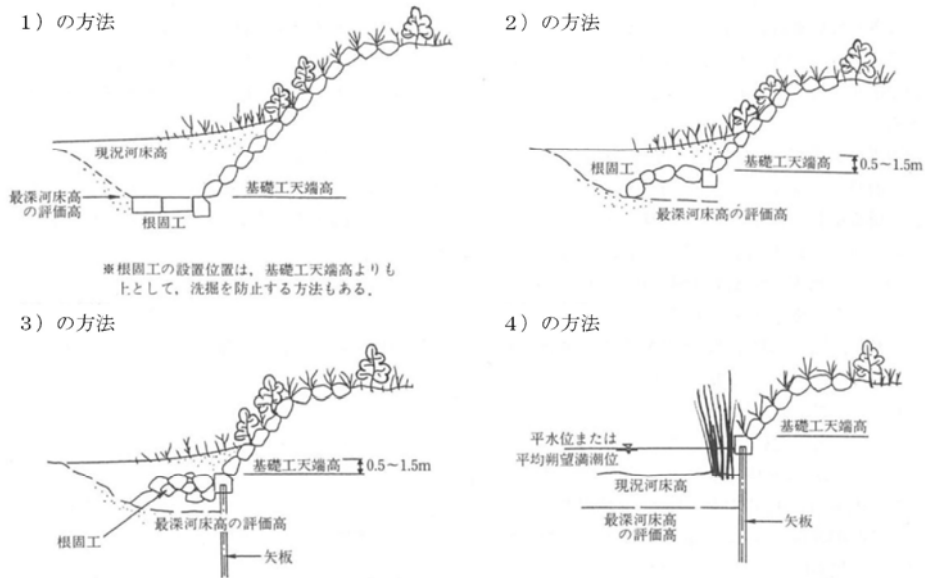 1）の方法
現況河床高
最深河床高
の評価高
基礎工天端高
根固工
※根固工の設置位置は，基礎工天端高よりも
上として，洗掘を防止する方法もある．
2）の方法
根固工
基礎工天端高
0.5〜1.5m
最深河床高の評価高
3）の方法
基礎工天端高
0.5〜1.5m
最深河床高の評価高
根固工
矢板
4）の方法
平水位または
平均朔望満潮位
基礎工天端高
現況河床高
最深河床高
の評価高
矢板